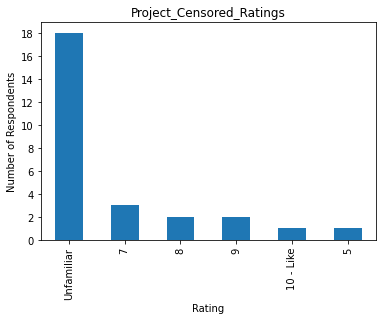 Project_Censored_Ratings
Number of Respondents
18
16
14
12
10
8
6
4
2
0
Unfamiliar
7
8
9
10 - Like
5
Rating